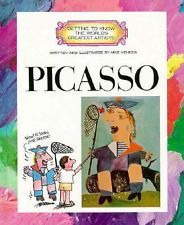 GETTING TO KNOW
THE WORLD'S
GREATEST ARTISTS
WRITTEN AND ILLUSTRATED BY MIKE VENEZIA
PICASSO